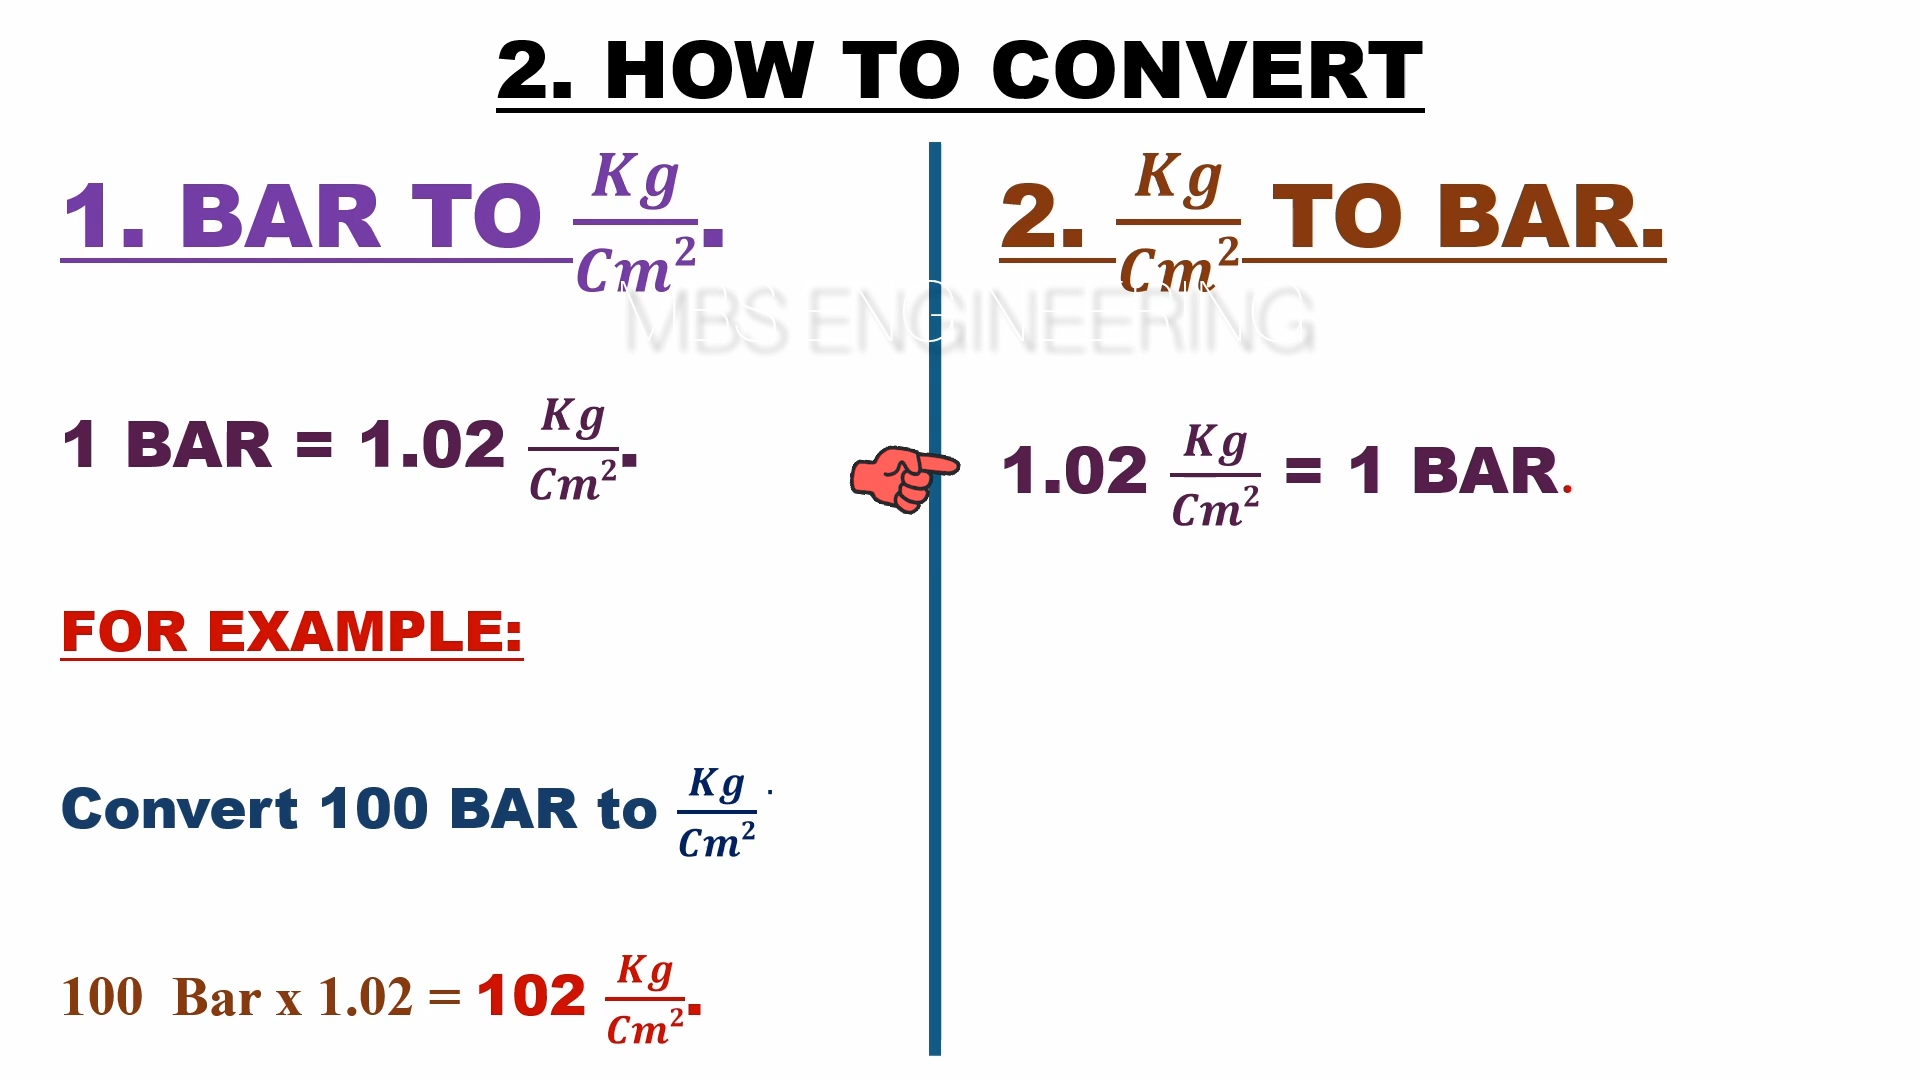 2. HOW TO CONVERT
1. BAR TO Kg/Cm².
1 BAR = 1.02 Kg/Cm².
FOR EXAMPLE:
Convert 100 BAR to Kg/Cm².
100 Bar x 1.02 = 102 Kg/Cm².
2. Kg/Cm² TO BAR.
1.02 Kg/Cm² = 1 BAR.
MBS ENGINEERING